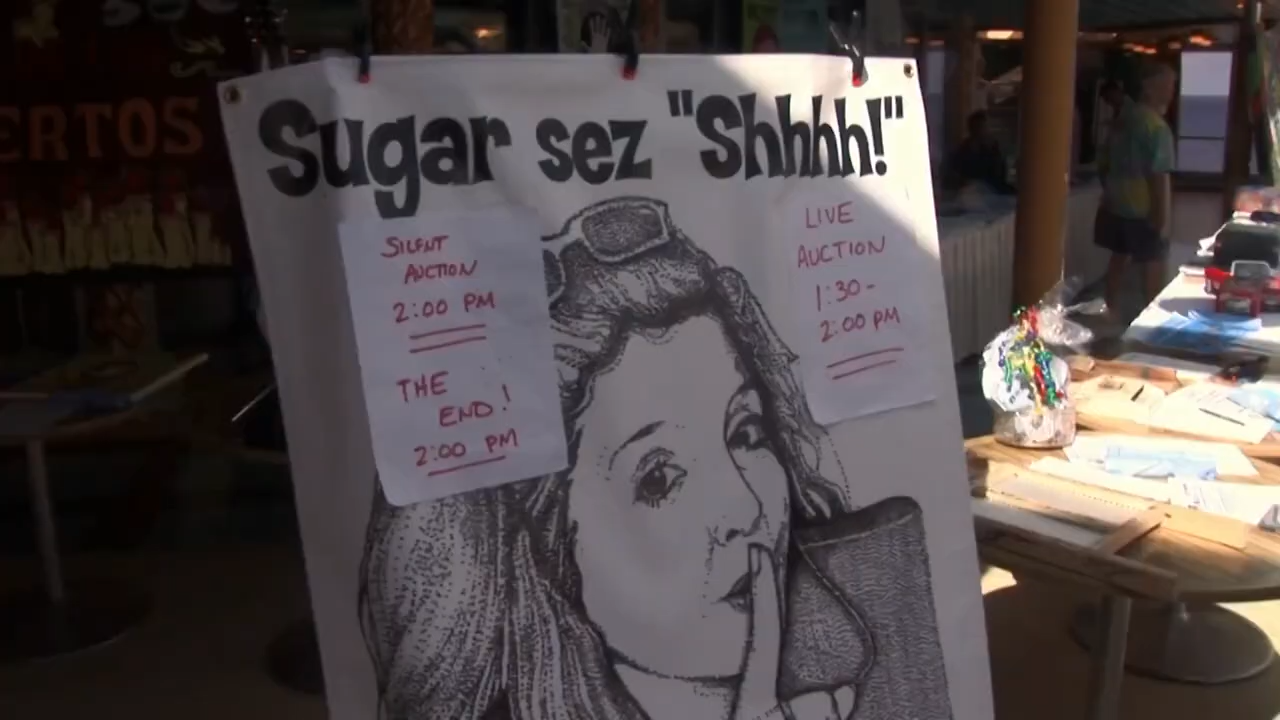 Sugar sez "Shhhh!"
SILENT
AUCTION
2:00 PM
THE
END!
2:00 PM
LIVE
AUCTION
1:30-
2:00 PM
ERTOS